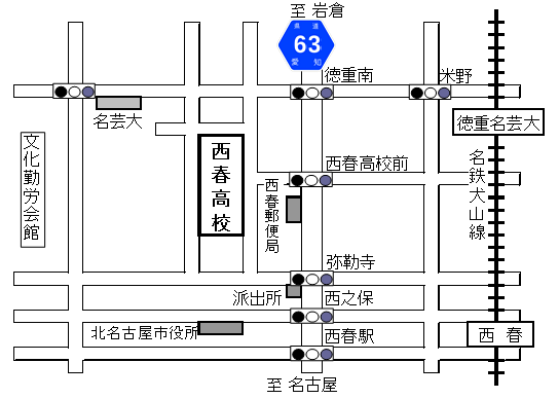 至 岩倉
県道
63
愛知
徳重南
米野
名芸大
徳重名芸大
文化勤労会館
西春高校
西春高校前
名鉄犬山線
西春郵便局
弥勒寺
派出所
西之保
北名古屋市役所
西春駅
西 春
至 名古屋